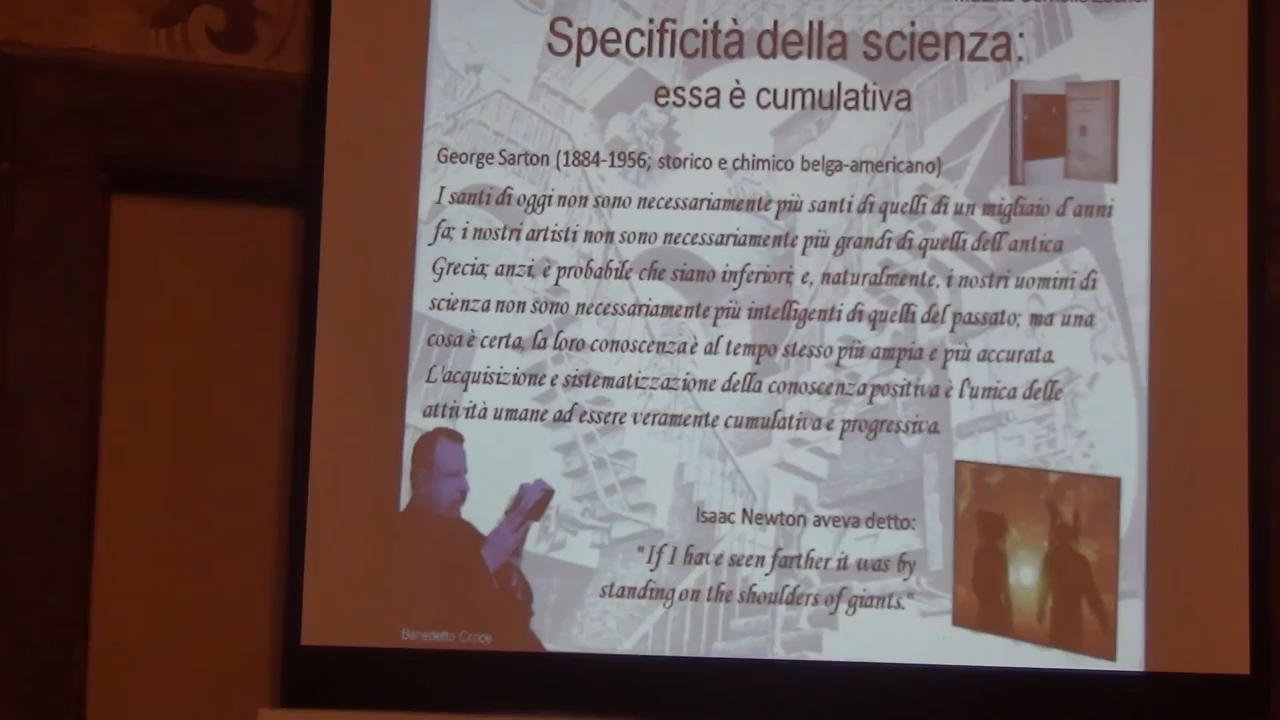 Specificità della scienza:
essa è cumulativa
George Sarton (1884-1956; storico e chimico belga-americano)
I santi di oggi non sono necessariamente più santi di quelli di un migliaio d'anni
fa; i nostri artisti non sono necessariamente più grandi di quelli dell'antica
Grecia; anzi, è probabile che siano inferiori; e, naturalmente, i nostri uomini di
scienza non sono necessariamente più intelligenti di quelli del passato; ma una
cosa è certa, la loro conoscenza è al tempo stesso più ampia e più accurata.
L'acquisizione e sistematizzazione della conoscenza positiva è l'unica delle
attività umane ad essere veramente cumulativa e progressiva.
Isaac Newton aveva detto:
"If I have seen farther it was by
standing on the shoulders of giants."
Benedetto Croce